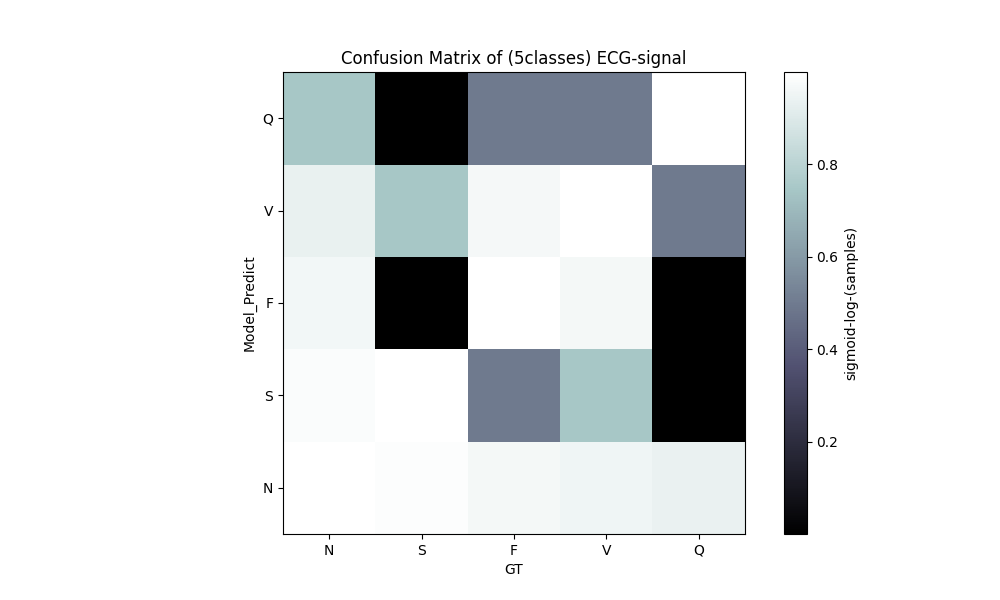 Confusion Matrix of (5classes) ECG-signal
Q
V
F
S
N
Model_Predict
N S F V Q
GT
0.8
0.6
0.4
0.2
sigmoid-log-(samples)